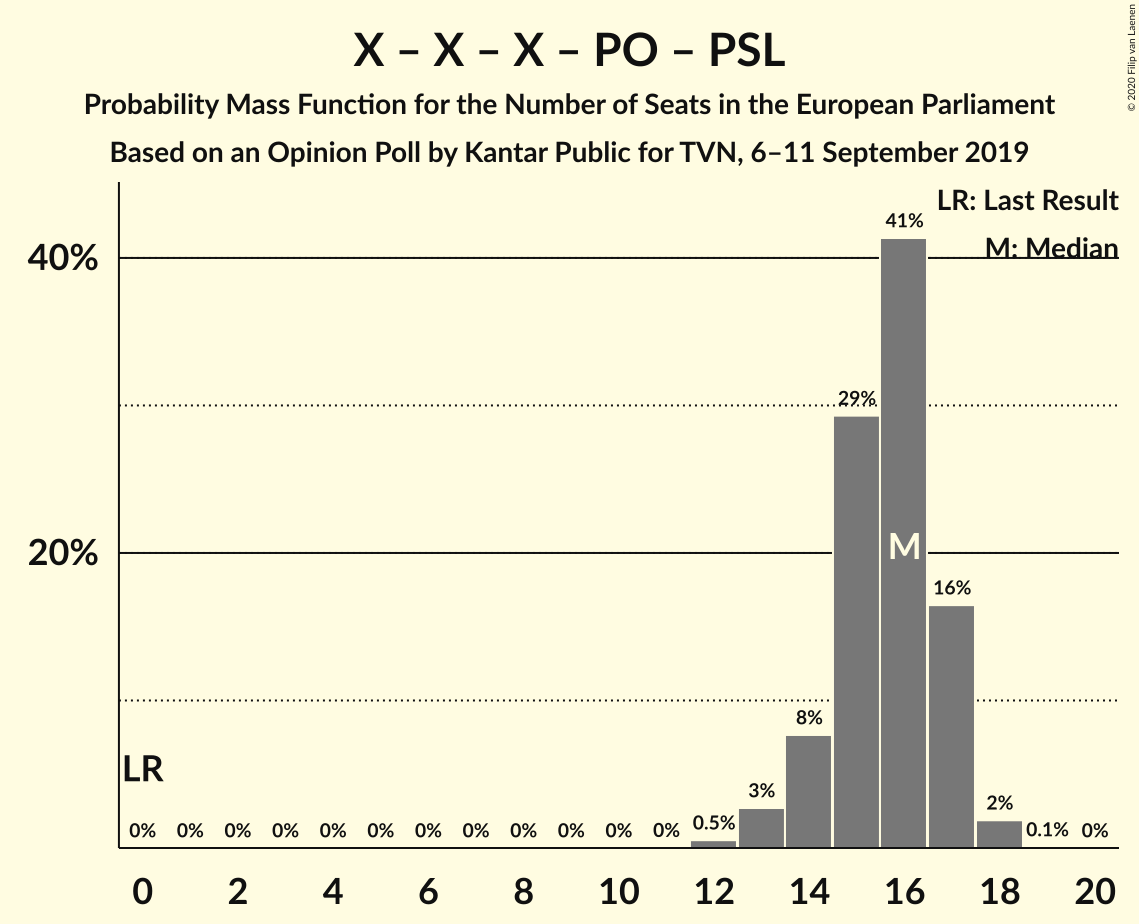 X – X – X – PO – PSL
Probability Mass Function for the Number of Seats in the European Parliament
Based on an Opinion Poll by Kantar Public for TVN, 6–11 September 2019
© 2020 Filip van Laenen
LR: Last Result
M: Median
40%
20%
41%
29%
M
16%
8%
LR
3%
2%
0% 0% 0% 0% 0% 0% 0% 0% 0% 0% 0% 0% 0.5% 0.1% 0%
0 2 4 6 8 10 12 14 16 18 20